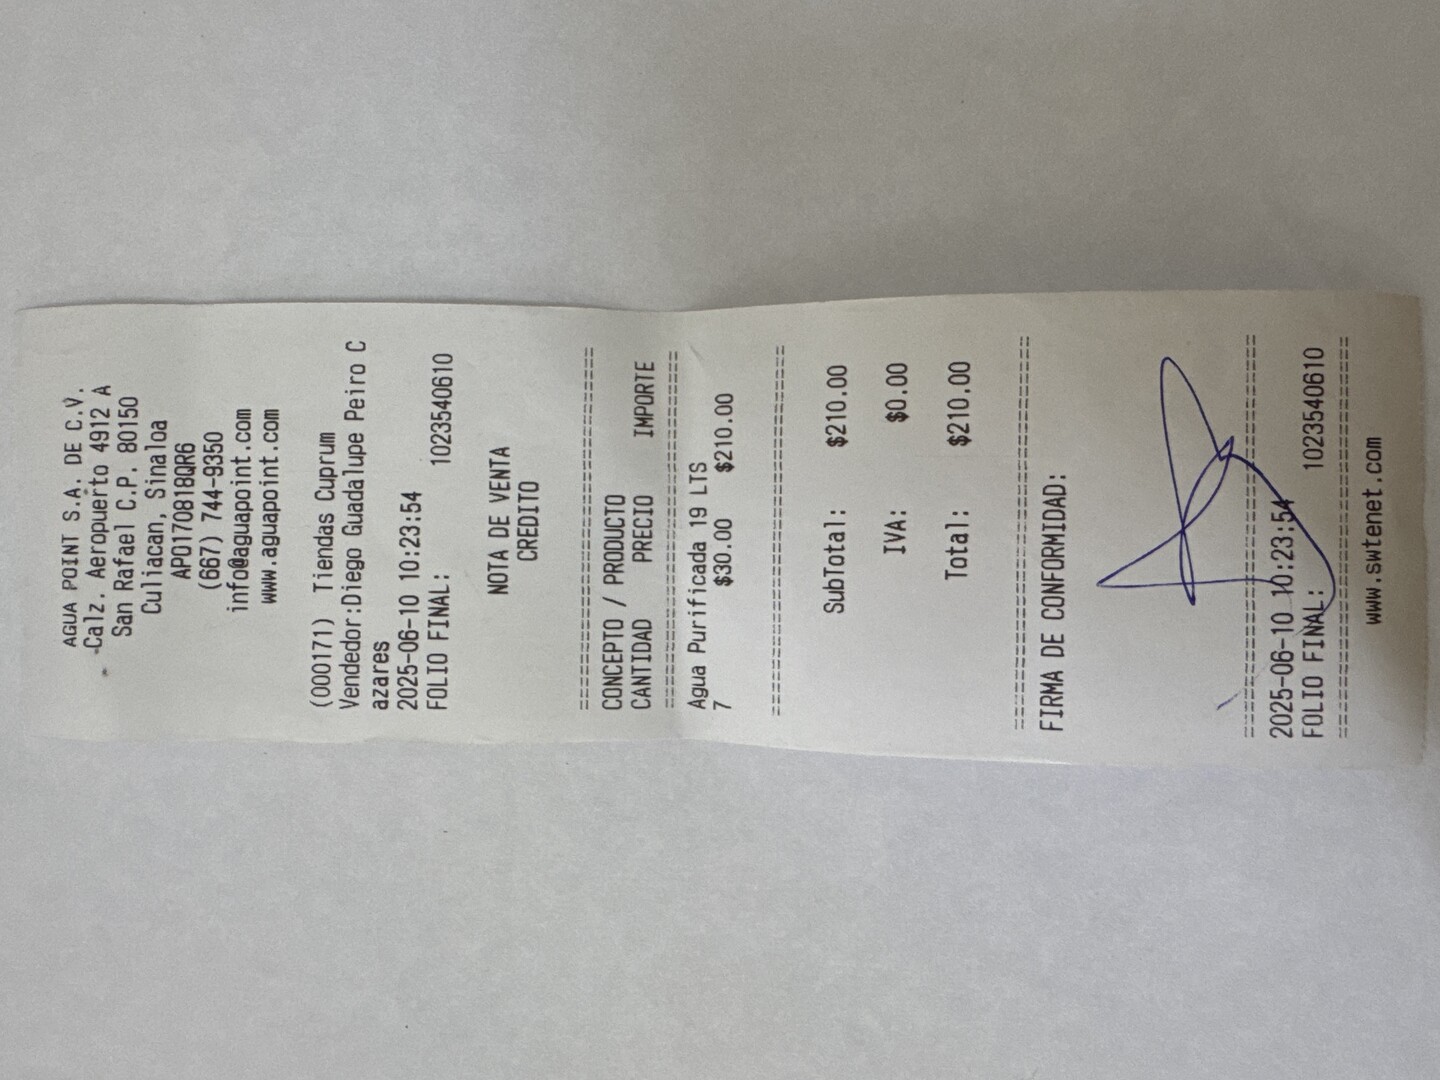 AGUA POINT S.A. DE C.V.
Calz. Aeropuerto 4912 A
San Rafael C.P. 80150
Culiacan, Sinaloa
APO170818QR6
(667) 744-9350
info@aguapoint.com
www.aguapoint.com
(000171) Tiendas Cuprum
Vendedor:Diego Guadalupe Peiro C
azares
2025-06-10 10:23:54
FOLIO FINAL: 1023540610
NOTA DE VENTA
CREDITO
================================
CONCEPTO / PRODUCTO
CANTIDAD PRECIO IMPORTE
================================
Agua Purificada 19 LTS
7 $30.00 $210.00
================================
SubTotal: $210.00
IVA: $0.00
Total: $210.00
================================
FIRMA DE CONFORMIDAD:
================================
2025-06-10 10:23:54
FOLIO FINAL: 1023540610
================================
www.swtenet.com